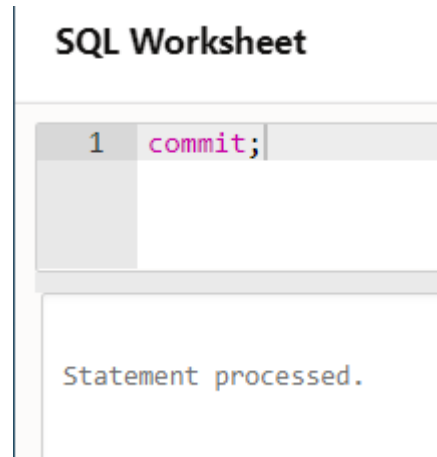 SQL Worksheet
1 commit;
Statement processed.